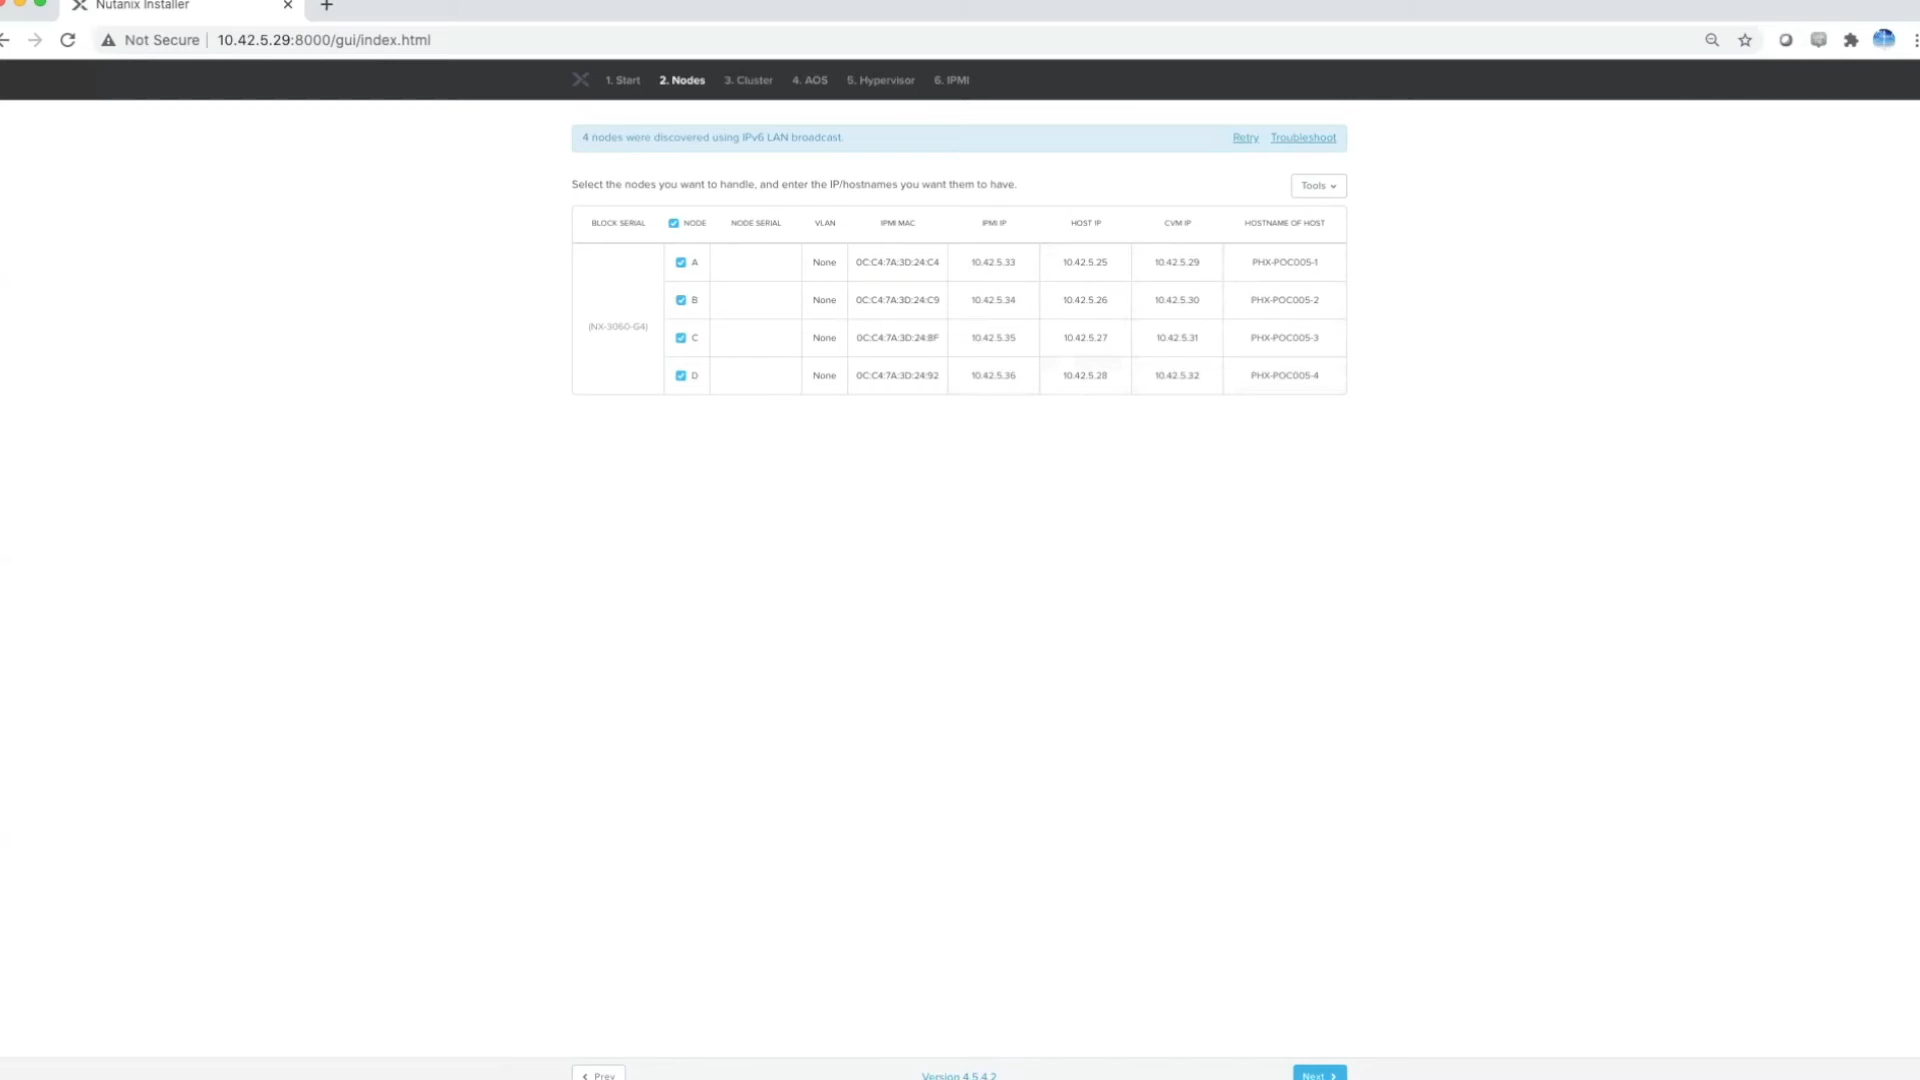 Nutanix Installer
Not Secure | 10.42.5.29:8000/gui/index.html
1. Start 2. Nodes 3. Cluster 4. AOS 5. Hypervisor 6. IPMI
4 nodes were discovered using IPv6 LAN broadcast. Retry Troubleshoot
Select the nodes you want to handle, and enter the IP/hostnames you want them to have. Tools
BLOCK SERIAL NODE NODE SERIAL VLAN IPMI MAC IPMI IP HOST IP CVM IP HOSTNAME OF HOST
A None 0C:C4:7A:3D:24:C4 10.42.5.33 10.42.5.25 10.42.5.29 PHX-POC005-1
B None 0C:C4:7A:3D:24:C9 10.42.5.34 10.42.5.26 10.42.5.30 PHX-POC005-2
(NX-3060-G4)
C None 0C:C4:7A:3D:24:8F 10.42.5.35 10.42.5.27 10.42.5.31 PHX-POC005-3
D None 0C:C4:7A:3D:24:92 10.42.5.36 10.42.5.28 10.42.5.32 PHX-POC005-4
Prev Version 4.5.4.2 Next